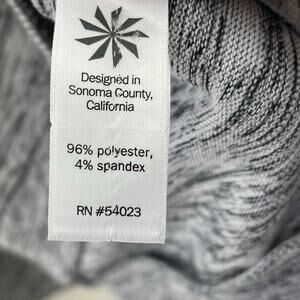 Designed in
Sonoma County,
California
96% polyester,
4% spandex
RN #54023